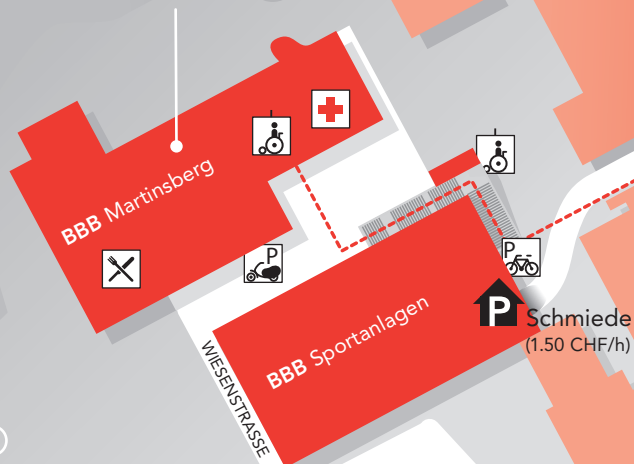 BBB Martinsberg
P
P
P
Schmiede
(1.50 CHF/h)
BBB Sportanlagen
WIESENSTRASSE